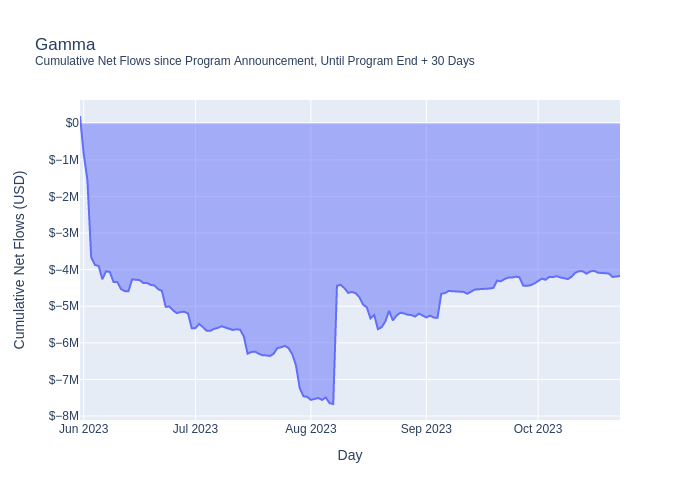 Gamma
Cumulative Net Flows since Program Announcement, Until Program End + 30 Days
$0
$−1M
$−2M
$−3M
$−4M
$−5M
$−6M
$−7M
$−8M
Cumulative Net Flows (USD)
Jun 2023
Jul 2023
Aug 2023
Sep 2023
Oct 2023
Day